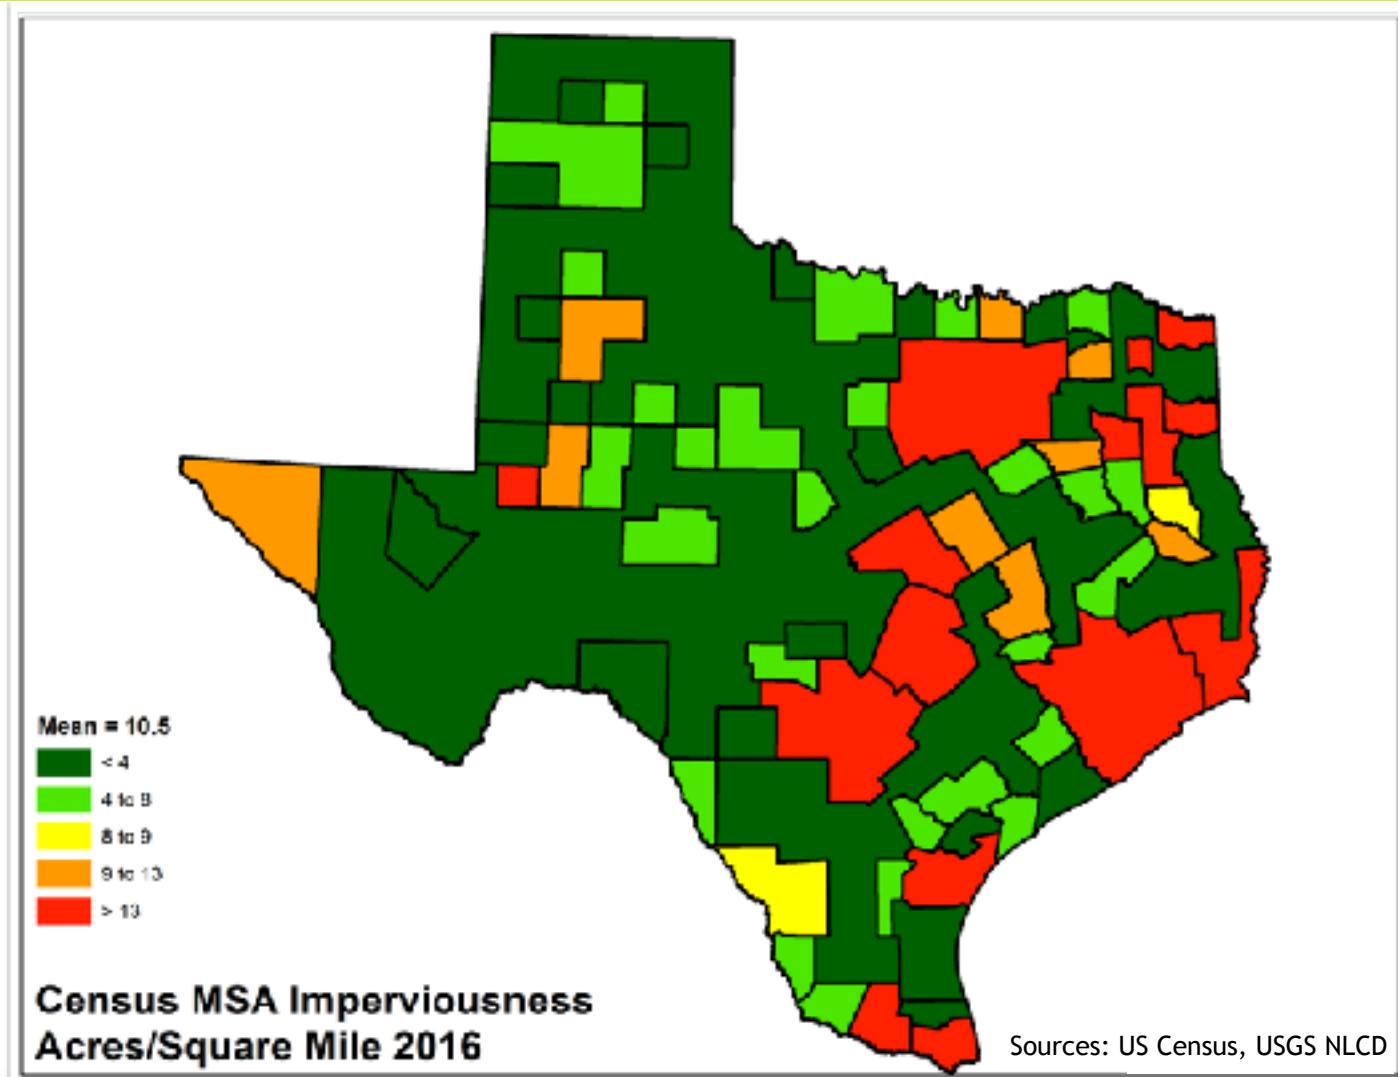 Mean = 10.5
< 4
4 to 8
8 to 9
9 to 13
> 13
Census MSA Imperviousness
Acres/Square Mile 2016
Sources: US Census, USGS NLCD